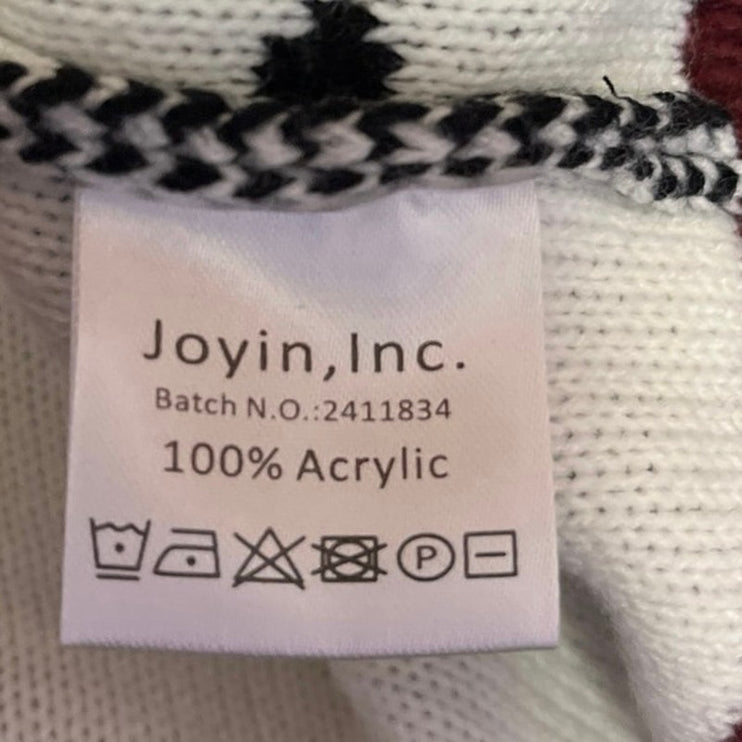 Joyin,Inc.
Batch N.O.:2411834
100% Acrylic
P